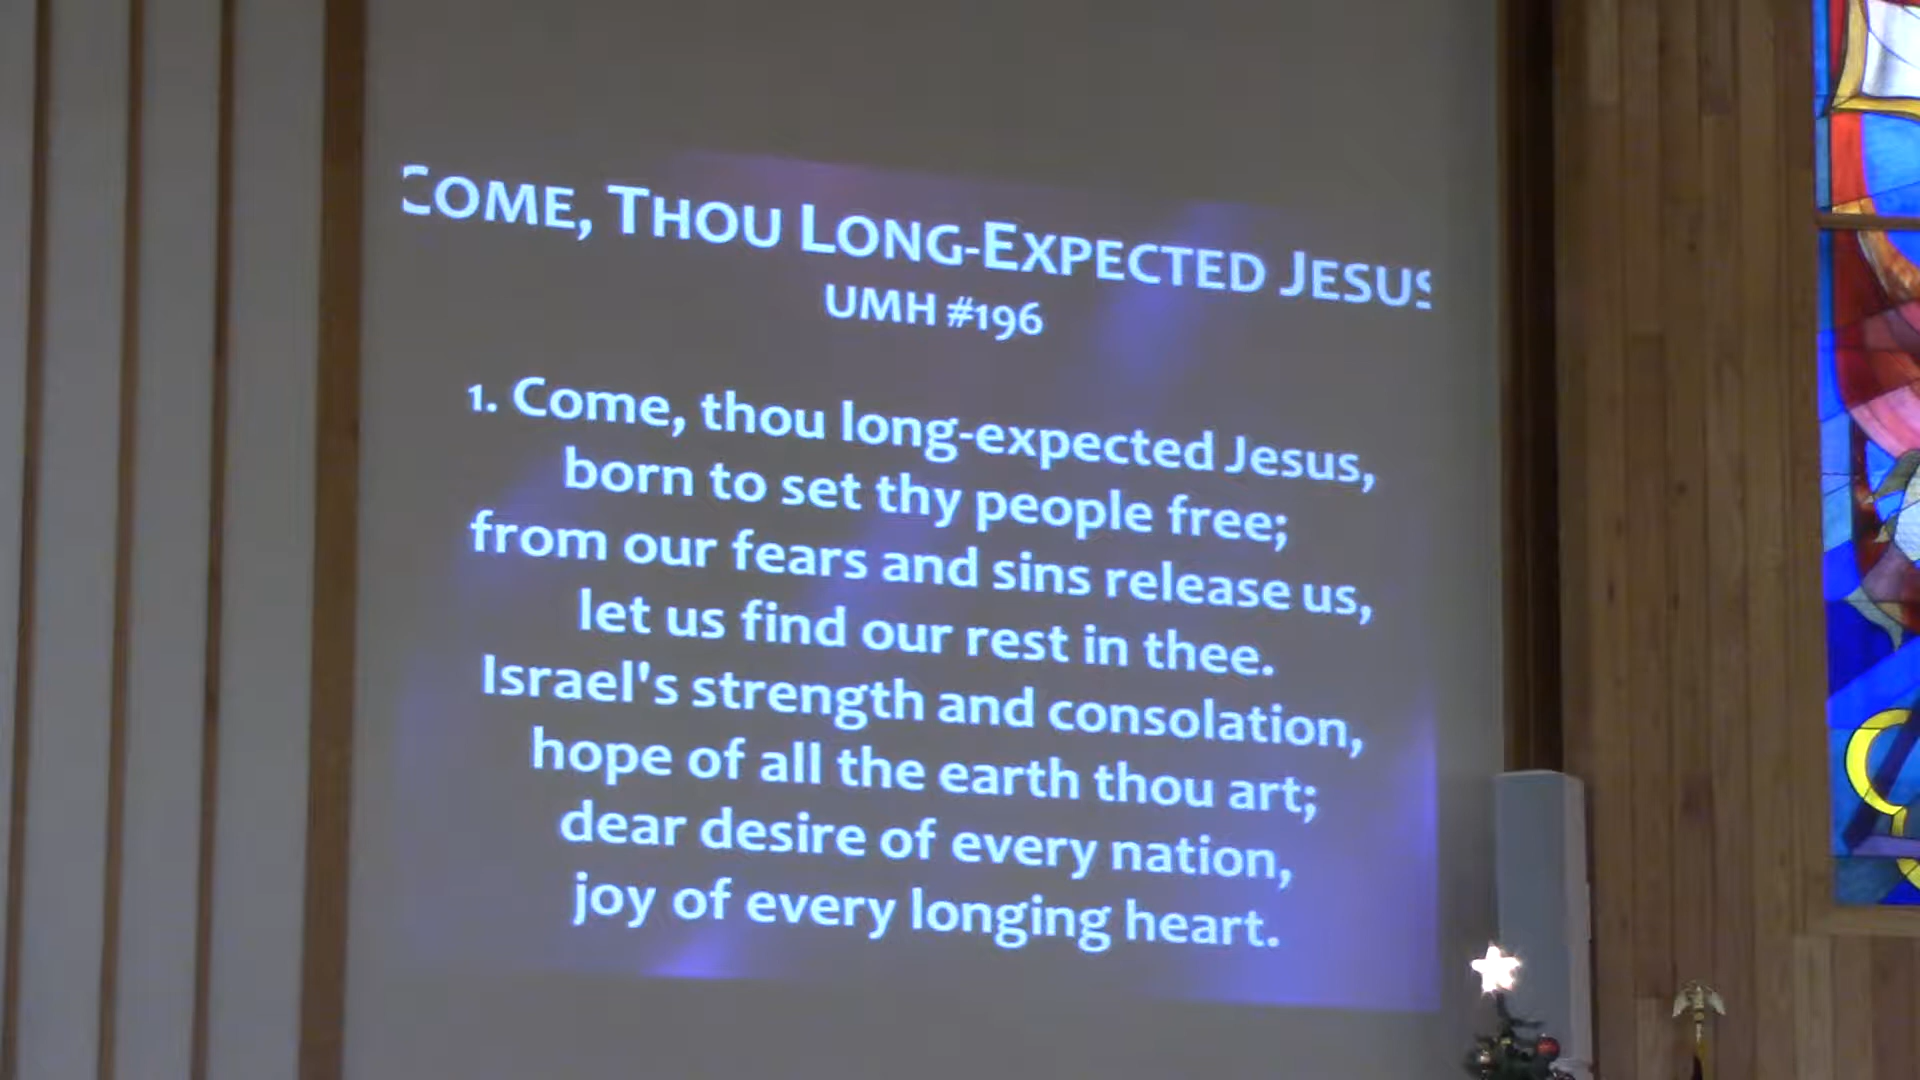 COME, THOU LONG-EXPECTED JESUS
UMH #196
1. Come, thou long-expected Jesus,
born to set thy people free;
from our fears and sins release us,
let us find our rest in thee.
Israel's strength and consolation,
hope of all the earth thou art;
dear desire of every nation,
joy of every longing heart.